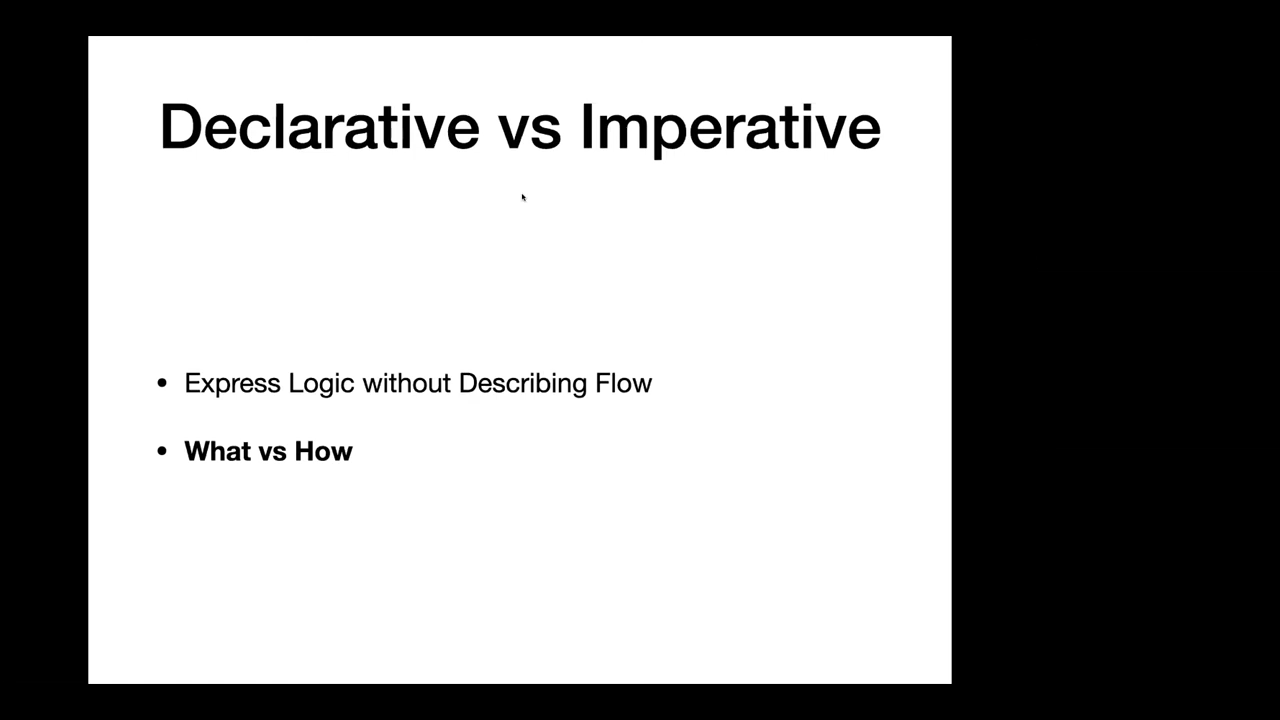 Declarative vs Imperative
• Express Logic without Describing Flow
• What vs How